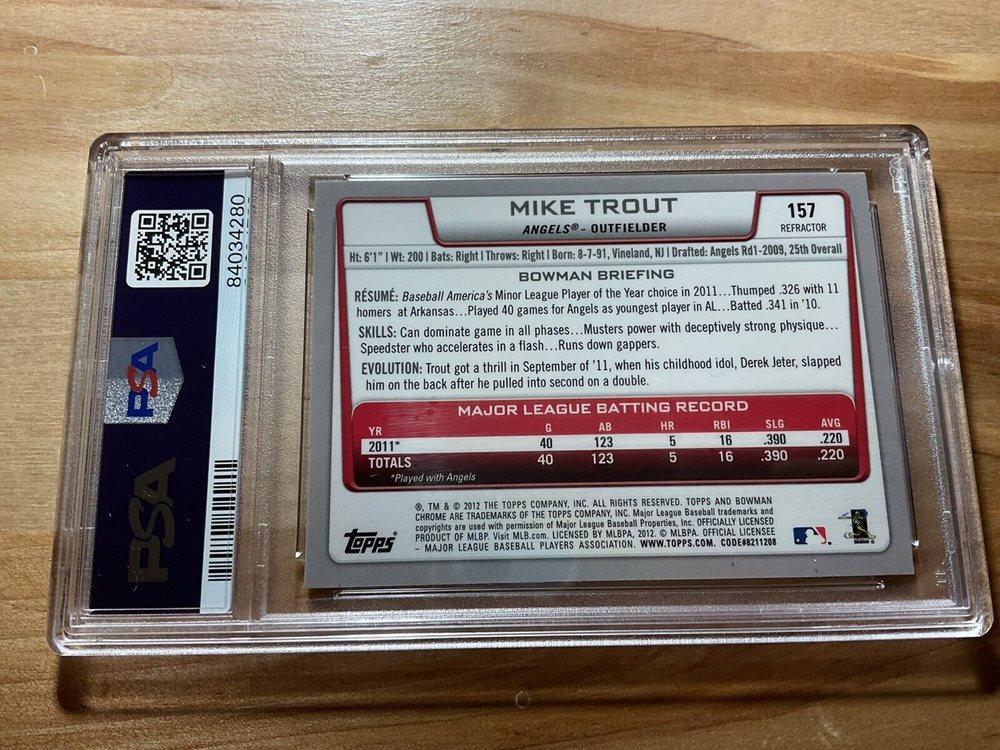 84034280
PSA
PSA
MIKE TROUT
ANGELS® - OUTFIELDER
157
REFRACTOR
Ht: 6'1" | Wt: 200 | Bats: Right | Throws: Right | Born: 8-7-91, Vineland, NJ | Drafted: Angels Rd1-2009, 25th Overall
BOWMAN BRIEFING
RÉSUMÉ: Baseball America's Minor League Player of the Year choice in 2011...Thumped .326 with 11
homers at Arkansas...Played 40 games for Angels as youngest player in AL...Batted .341 in '10.
SKILLS: Can dominate game in all phases...Musters power with deceptively strong physique...
Speedster who accelerates in a flash...Runs down gappers.
EVOLUTION: Trout got a thrill in September of '11, when his childhood idol, Derek Jeter, slapped
him on the back after he pulled into second on a double.
MAJOR LEAGUE BATTING RECORD
YR G AB HR RBI SLG AVG
2011* 40 123 5 16 .390 .220
TOTALS 40 123 5 16 .390 .220
*Played with Angels
®, TM & © 2012 THE TOPPS COMPANY, INC. ALL RIGHTS RESERVED. TOPPS AND BOWMAN
CHROME ARE TRADEMARKS OF THE TOPPS COMPANY, INC. Major League Baseball trademarks and
copyrights are used with permission of Major League Baseball Properties, Inc. OFFICIALLY LICENSED
PRODUCT OF MLBP. Visit MLB.com. LICENSED BY MLBPA, 2012. © MLBPA. OFFICIAL LICENSEE
- MAJOR LEAGUE BASEBALL PLAYERS ASSOCIATION. WWW.TOPPS.COM. CODE#8211208
Topps